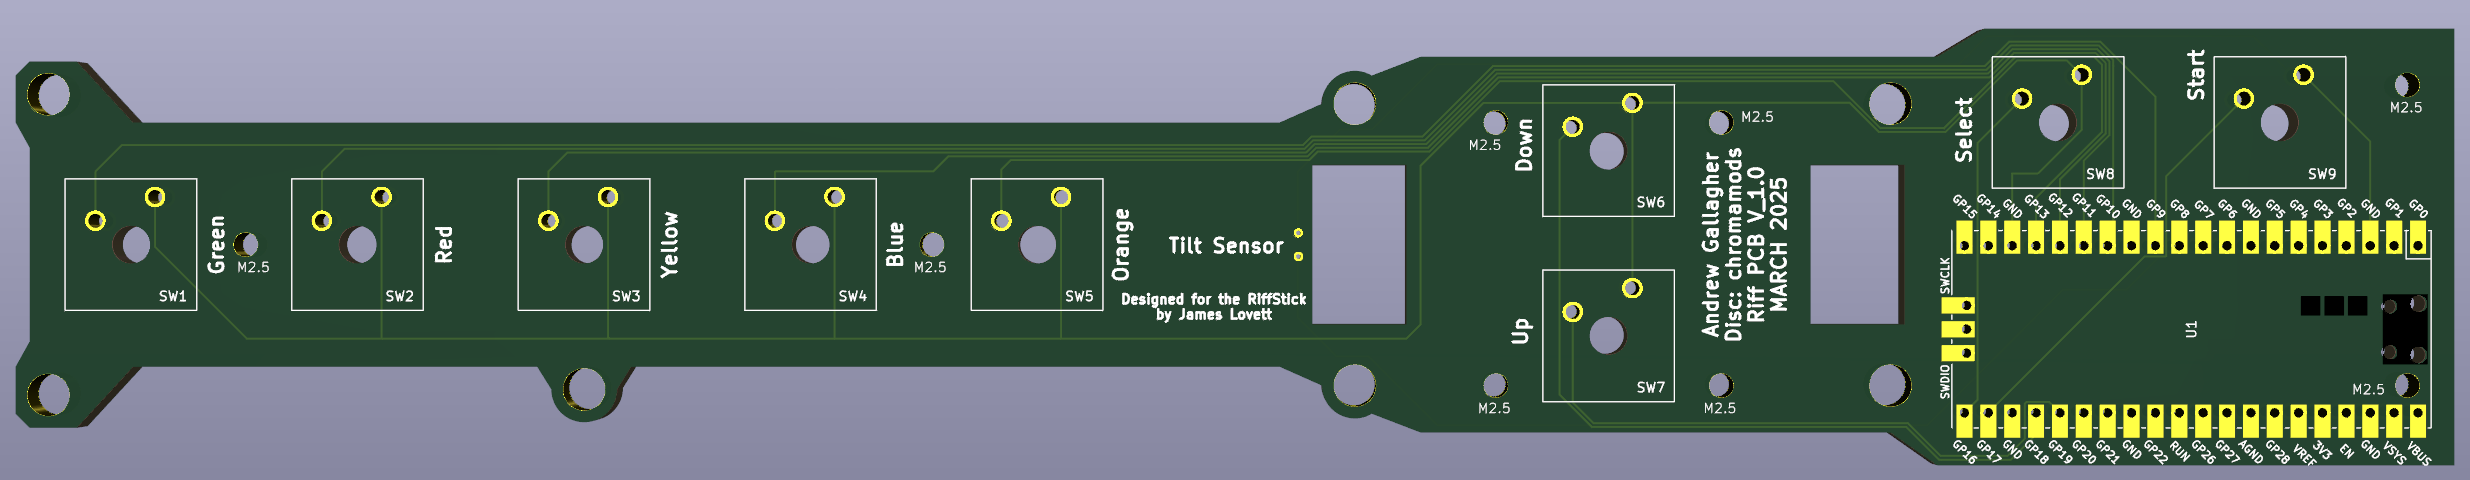 SW1
Green
M2.5
SW2
Red
SW3
Yellow
SW4
Blue
M2.5
SW5
Orange
Tilt Sensor
Designed for the RiffStick
by James Lovett
M2.5
Down
SW6
M2.5
Up
SW7
M2.5
M2.5
Andrew Gallagher
Disc: chromamods
Riff PCB V_1.0
MARCH 2025
Select
SW8
Start
SW9
M2.5
GP15
GP14
GND
GP13
GP12
GP11
GP10
GND
GP9
GP8
GP7
GP6
GND
GP5
GP4
GP3
GP2
GND
GP1
GP0
SWCLK
SWDIO
U1
M2.5
GP16
GP17
GND
GP18
GP19
GP20
GP21
GND
GP22
RUN
GP26
GP27
AGND
GP28
VREF
3V3
EN
GND
VSYS
VBUS